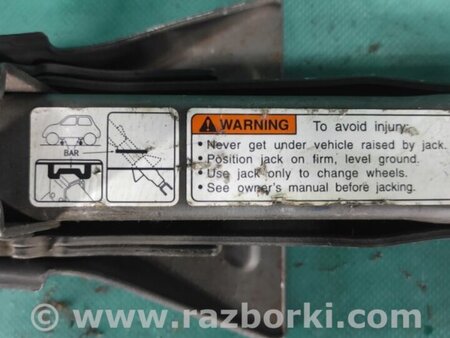 BAR
WARNING To avoid injury:
• Never get under vehicle raised by jack.
• Position jack on firm, level ground.
• Use jack only to change wheels.
• See owner's manual before jacking.
www.razborki.com